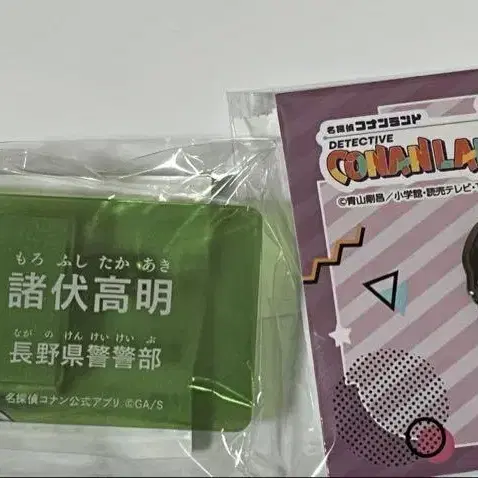 もろ ふし たか あき
諸伏高明
ながの けんけいけいぶ
長野県警警部
名探偵コナン公式アプリ ©GA/S
名探偵コナンランド
DETECTIVE
CONAN LA
©青山剛昌/小学館・読売テレビ・